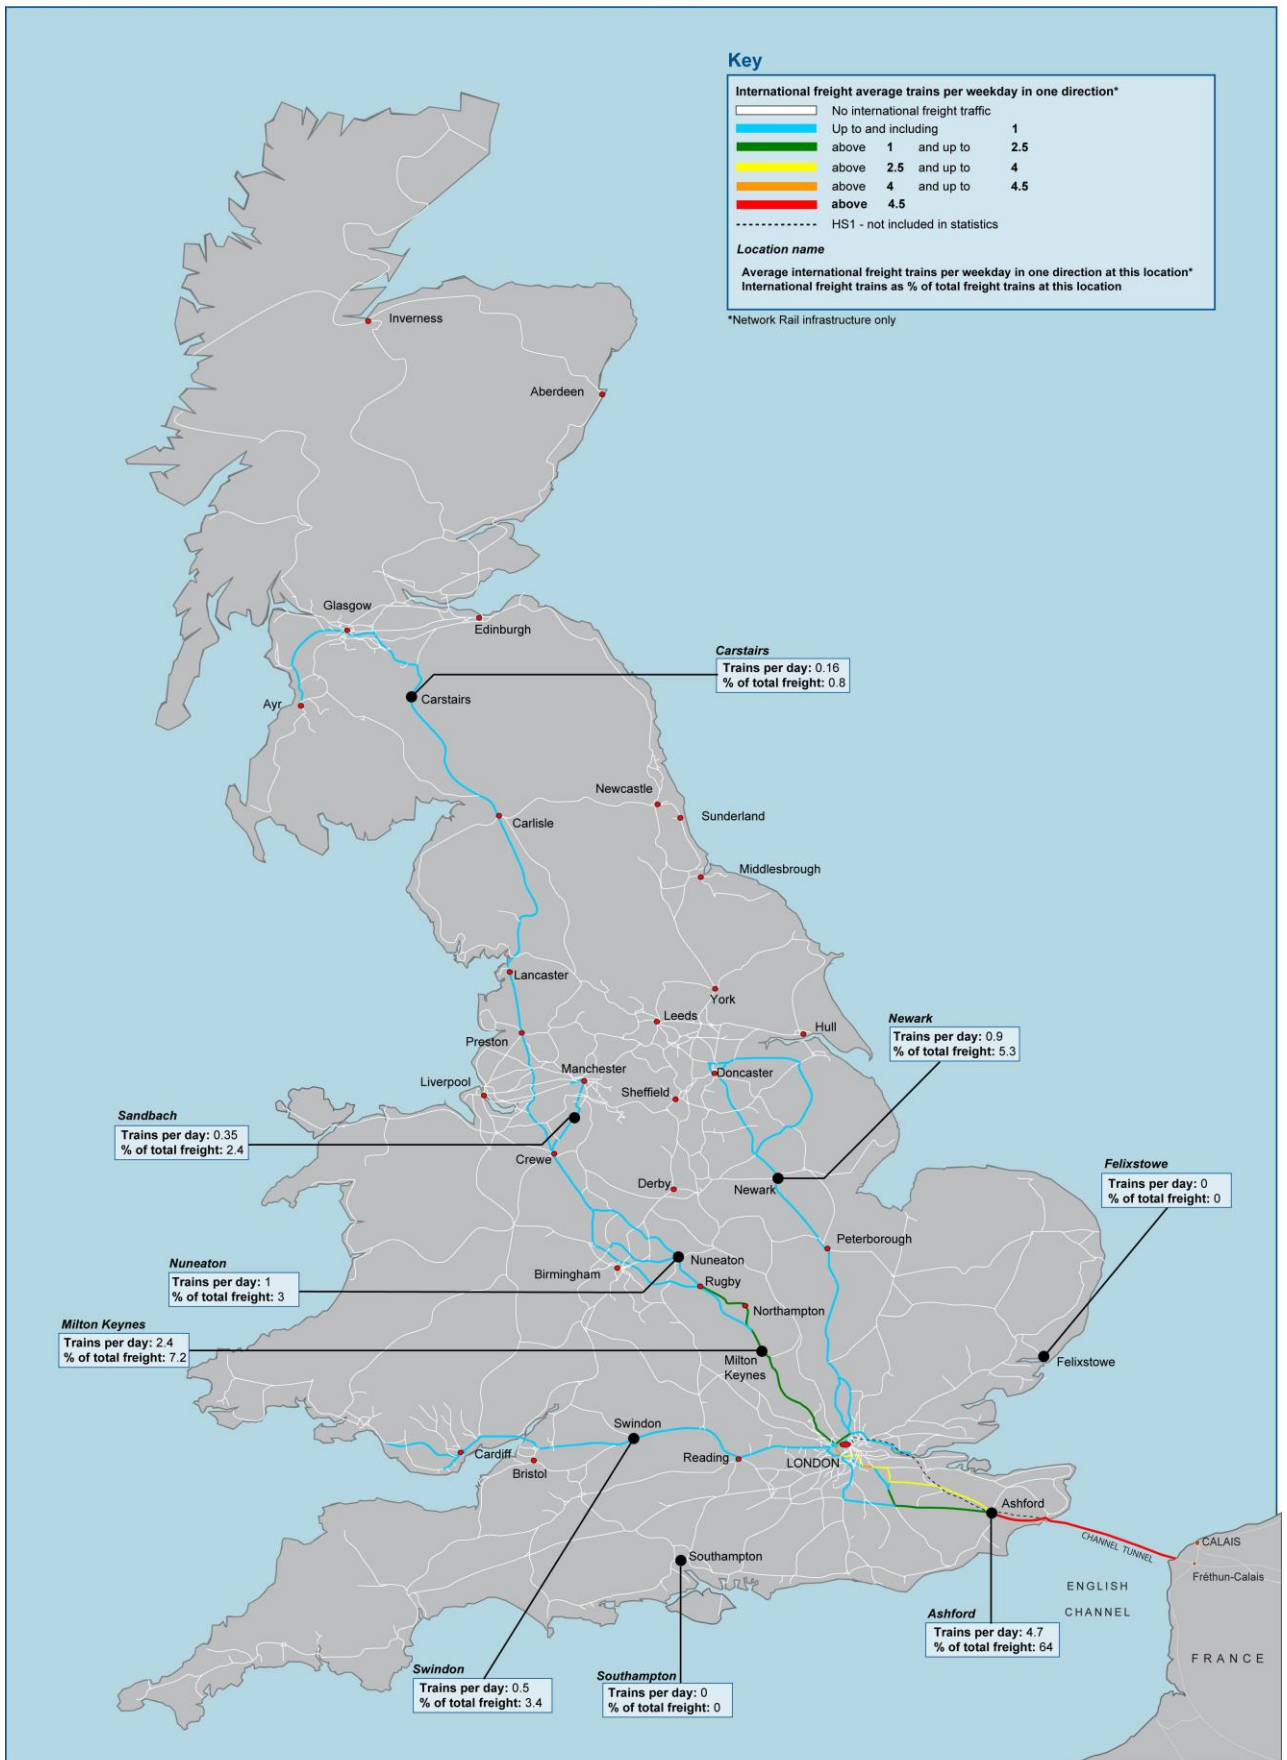 Key
International freight average trains per weekday in one direction*
No international freight traffic
Up to and including 1
above 1 and up to 2.5
above 2.5 and up to 4
above 4 and up to 4.5
above 4.5
HS1 - not included in statistics
Location name
Average international freight trains per weekday in one direction at this location*
International freight trains as % of total freight trains at this location
*Network Rail infrastructure only
Inverness
Aberdeen
Glasgow
Edinburgh
Carstairs
Trains per day: 0.16
% of total freight: 0.8
Carstairs
Ayr
Newcastle
Sunderland
Carlisle
Middlesbrough
Lancaster
York
Leeds
Hull
Preston
Newark
Trains per day: 0.9
% of total freight: 5.3
Manchester
Doncaster
Liverpool
Sheffield
Sandbach
Trains per day: 0.35
% of total freight: 2.4
Crewe
Derby
Newark
Felixstowe
Trains per day: 0
% of total freight: 0
Peterborough
Nuneaton
Trains per day: 1
% of total freight: 3
Nuneaton
Birmingham
Rugby
Northampton
Milton Keynes
Trains per day: 2.4
% of total freight: 7.2
Milton
Keynes
Felixstowe
Swindon
Cardiff
Bristol
Reading
LONDON
Ashford
CHANNEL TUNNEL
CALAIS
Fréthun-Calais
Southampton
ENGLISH
CHANNEL
Ashford
Trains per day: 4.7
% of total freight: 64
FRANCE
Swindon
Trains per day: 0.5
% of total freight: 3.4
Southampton
Trains per day: 0
% of total freight: 0